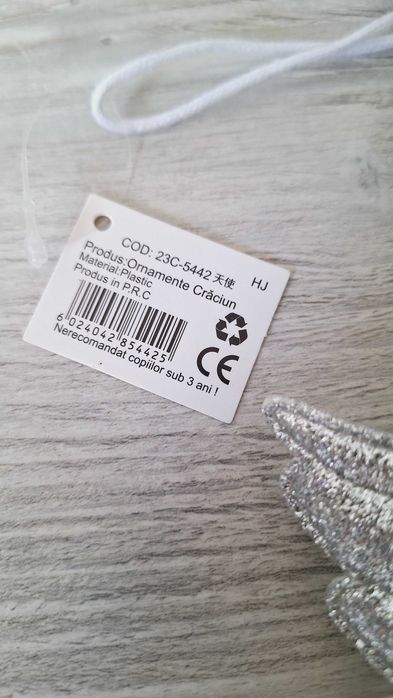 COD: 23C-5442 天使
HJ
Produs:Ornamente Crăciun
Material:Plastic
Produs in P.R.C
6 024042 854425
CE
Nerecomandat copiilor sub 3 ani !